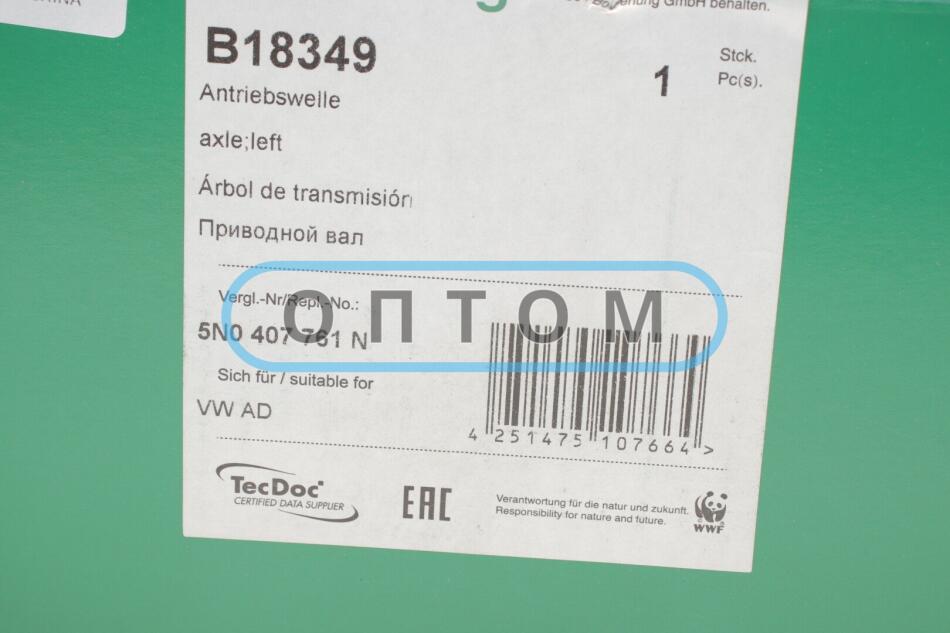 GmbH behalten.
B18349
1
Stck.
Pc(s).
Antriebswelle
axle;left
Árbol de transmisión
Приводной вал
Vergl.-Nr/Repl.-No.:
5N0 407 761 N
ОПТОМ
Sich für / suitable for
VW AD
4 251475 107664 >
TecDoc
CERTIFIED DATA SUPPLIER
EAC
Verantwortung für die natur und zukunft.
Responsibility for nature and future.
WWF